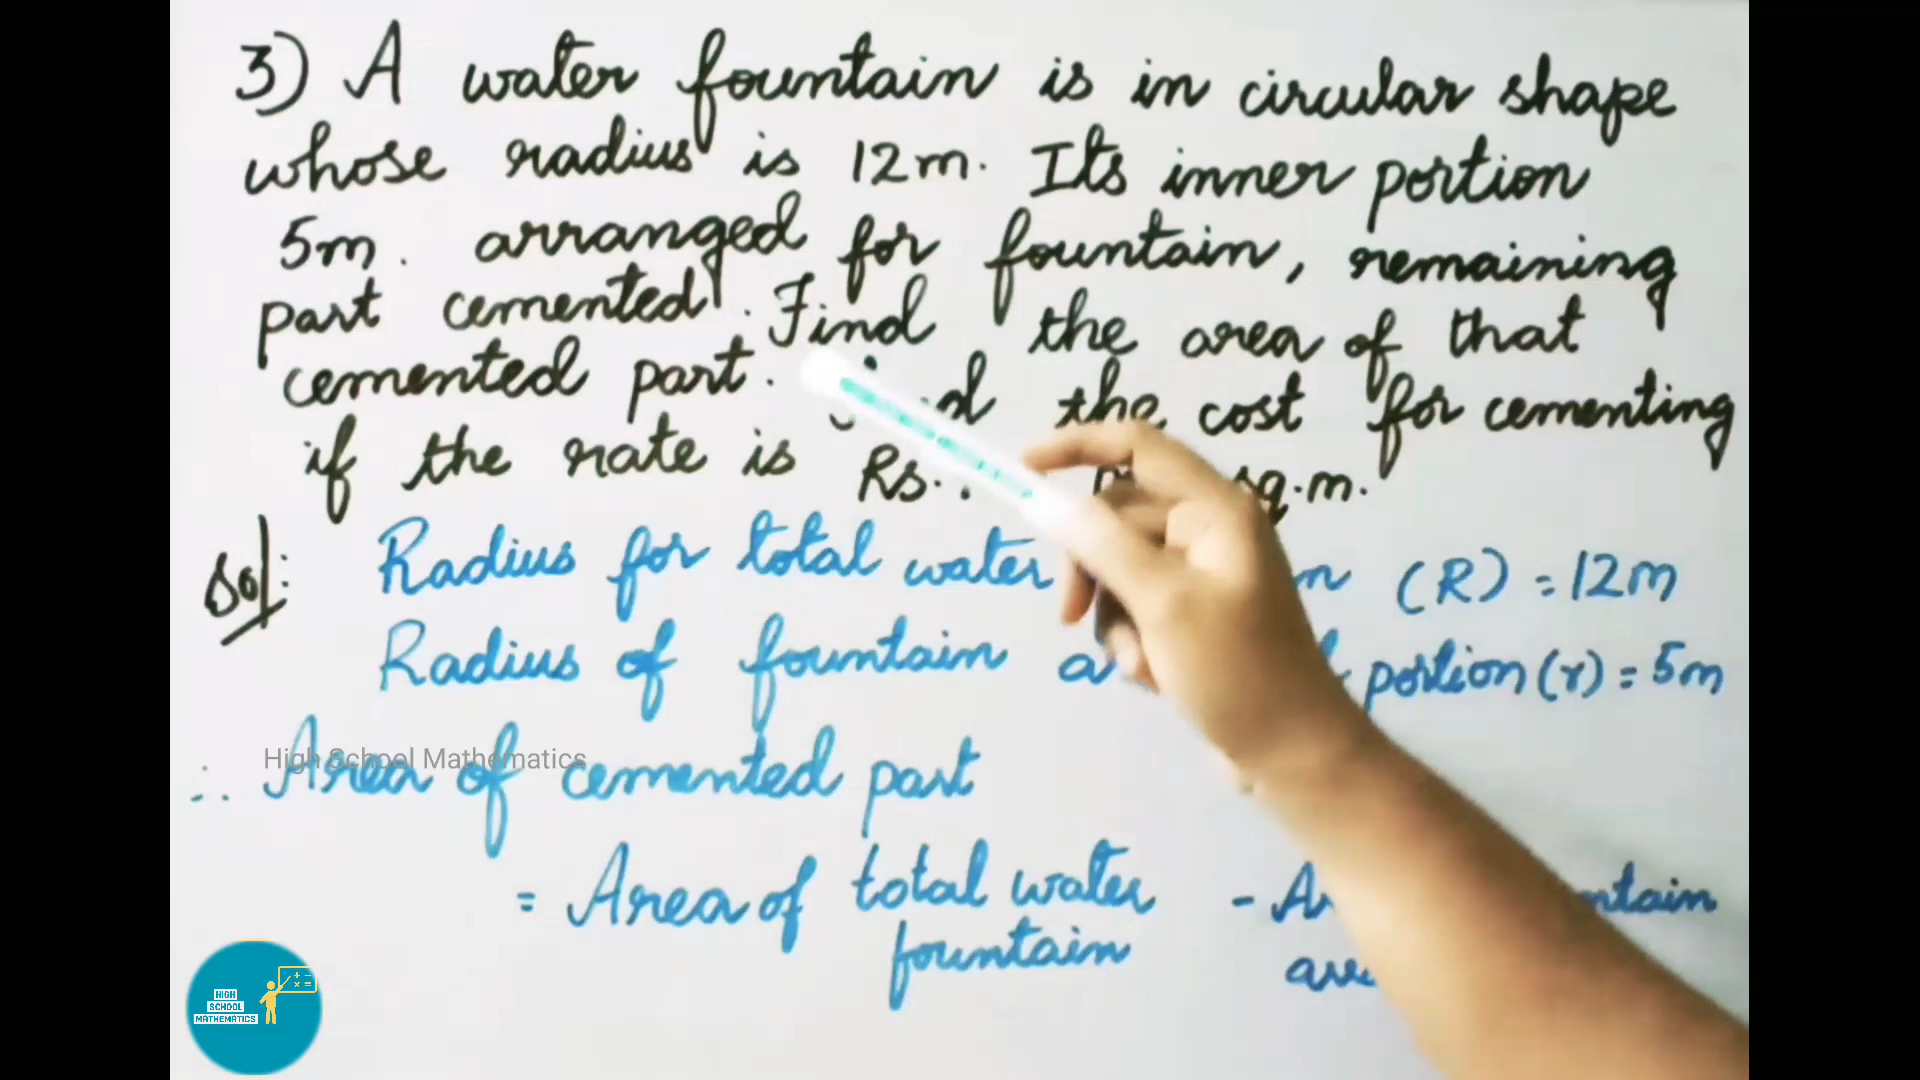 3) A water fountain is in circular shape
whose radius is 12m. Its inner portion
5m. arranged for fountain, remaining
part cemented. Find the area of that
cemented part. the cost for cementing
if the rate is Rs. sq.m.
Sol: Radius for total water (R) = 12m
Radius of fountain portion (r) = 5m
∴ Area of cemented part
High School Mathematics
= Area of total water -
fountain
HIGH
SCHOOL
MATHEMATICS
+ -
× =